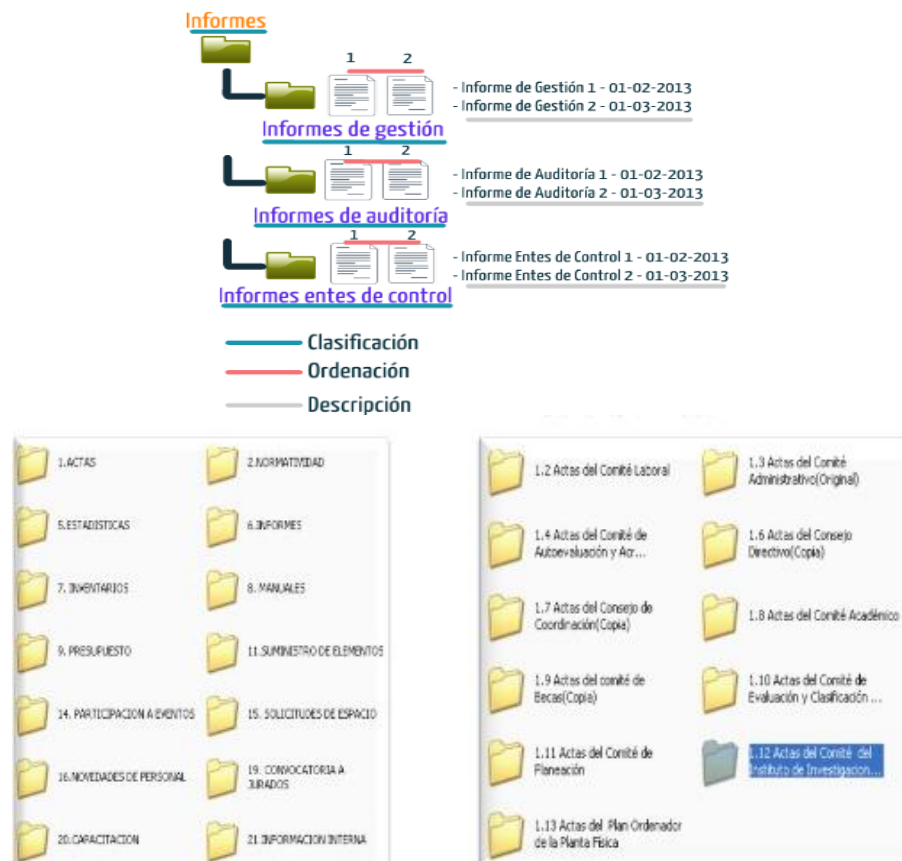 Informes
1 2
- Informe de Gestión 1 - 01-02-2013
- Informe de Gestión 2 - 01-03-2013
Informes de gestión
1 2
- Informe de Auditoría 1 - 01-02-2013
- Informe de Auditoría 2 - 01-03-2013
Informes de auditoría
1 2
- Informe Entes de Control 1 - 01-02-2013
- Informe Entes de Control 2 - 01-03-2013
Informes entes de control
Clasificación
Ordenación
Descripción
1.ACTAS
2.NORMATIVIDAD
5.ESTADISTICAS
6.INFORMES
7. INVENTARIOS
8. MANUALES
9. PRESUPUESTO
11.SUMINISTRO DE ELEMENTOS
14. PARTICIPACION A EVENTOS
15. SOLICITUDES DE ESPACIO
16.NOVEDADES DE PERSONAL
19. CONVOCATORIA A
JURADOS
20.CAPACITACION
21.INFORMACION INTERNA
1.2 Actas del Comité Laboral
1.3 Actas del Comité
Administrativo(Original)
1.4 Actas del Comité de
Autoevaluación y Acr...
1.6 Actas del Consejo
Directivo(Copia)
1.7 Actas del Consejo de
Coordinación(Copia)
1.8 Actas del Comité Académico
1.9 Actas del comité de
Becas(Copia)
1.10 Actas del Comité de
Evaluación y Clasificación ...
1.11 Actas del Comité de
Planeación
1.12 Actas del Comité del
Instituto de Investigacion...
1.13 Actas del Plan Ordenador
de la Planta Física